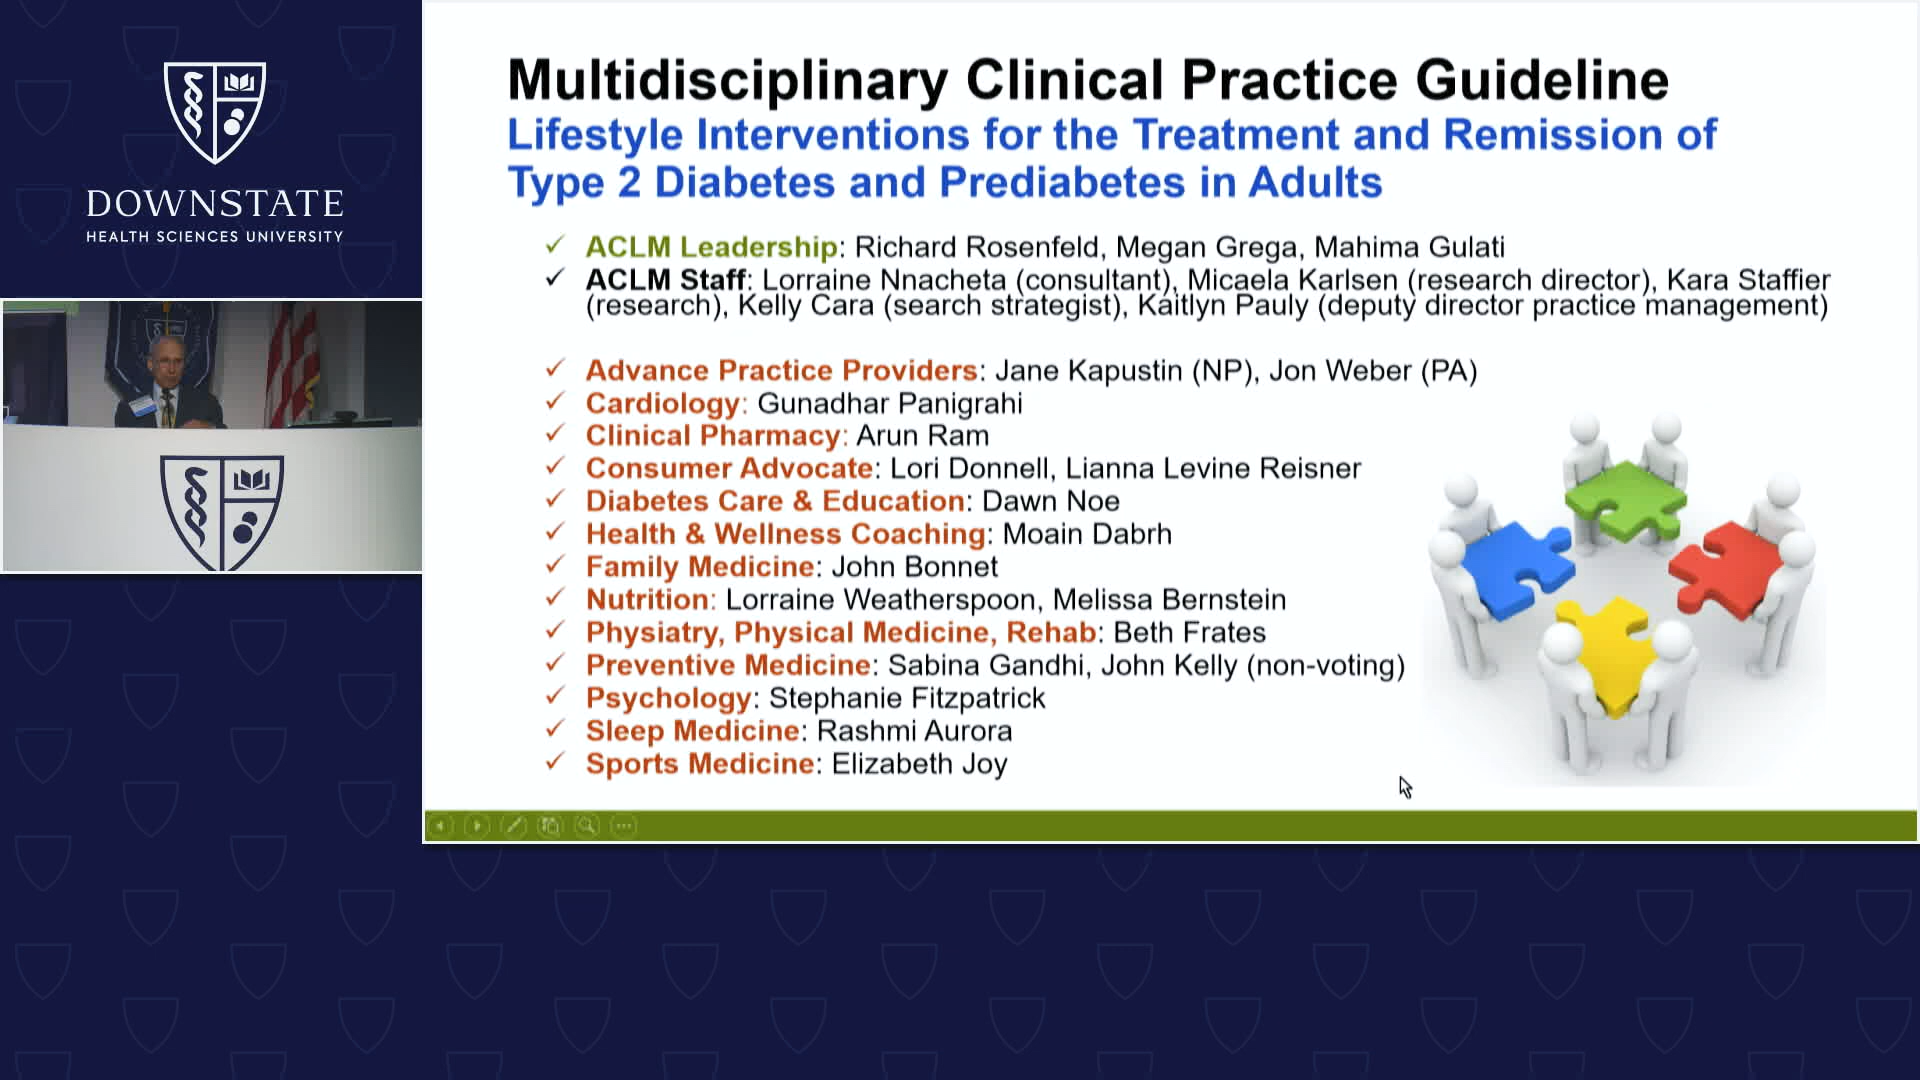 DOWNSTATE
HEALTH SCIENCES UNIVERSITY
Multidisciplinary Clinical Practice Guideline
Lifestyle Interventions for the Treatment and Remission of
Type 2 Diabetes and Prediabetes in Adults
✓ ACLM Leadership: Richard Rosenfeld, Megan Grega, Mahima Gulati
✓ ACLM Staff: Lorraine Nnacheta (consultant), Micaela Karlsen (research director), Kara Staffier
(research), Kelly Cara (search strategist), Kaitlyn Pauly (deputy director practice management)
✓ Advance Practice Providers: Jane Kapustin (NP), Jon Weber (PA)
✓ Cardiology: Gunadhar Panigrahi
✓ Clinical Pharmacy: Arun Ram
✓ Consumer Advocate: Lori Donnell, Lianna Levine Reisner
✓ Diabetes Care & Education: Dawn Noe
✓ Health & Wellness Coaching: Moain Dabrh
✓ Family Medicine: John Bonnet
✓ Nutrition: Lorraine Weatherspoon, Melissa Bernstein
✓ Physiatry, Physical Medicine, Rehab: Beth Frates
✓ Preventive Medicine: Sabina Gandhi, John Kelly (non-voting)
✓ Psychology: Stephanie Fitzpatrick
✓ Sleep Medicine: Rashmi Aurora
✓ Sports Medicine: Elizabeth Joy